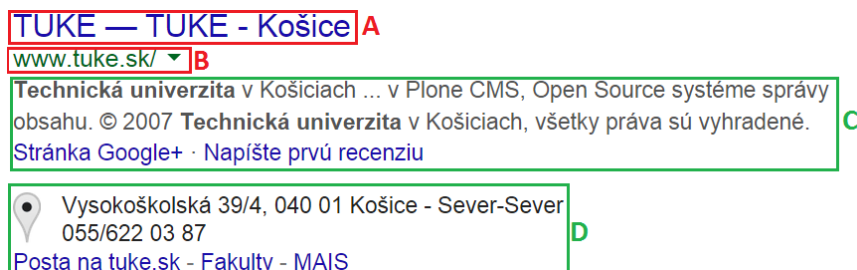 TUKE — TUKE - Košice A
www.tuke.sk/ B
Technická univerzita v Košiciach ... v Plone CMS, Open Source systéme správy
obsahu. © 2007 Technická univerzita v Košiciach, všetky práva sú vyhradené.
C
Stránka Google+ · Napíšte prvú recenziu
Vysokoškolská 39/4, 040 01 Košice - Sever-Sever
055/622 03 87
D
Posta na tuke.sk - Fakulty - MAIS